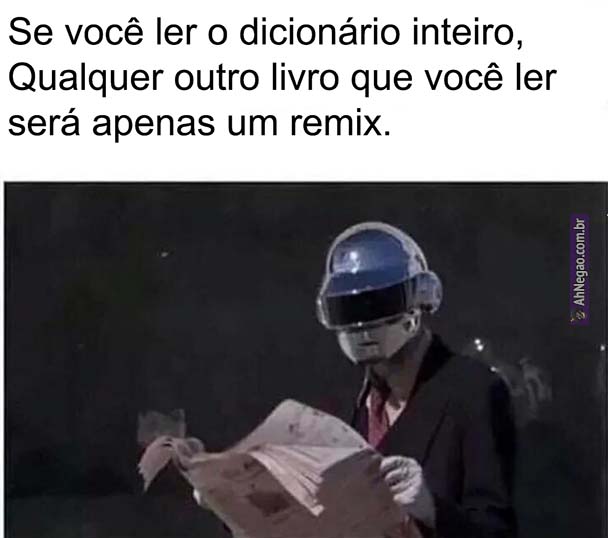 Se você ler o dicionário inteiro,
Qualquer outro livro que você ler
será apenas um remix.
AhNegao.com.br